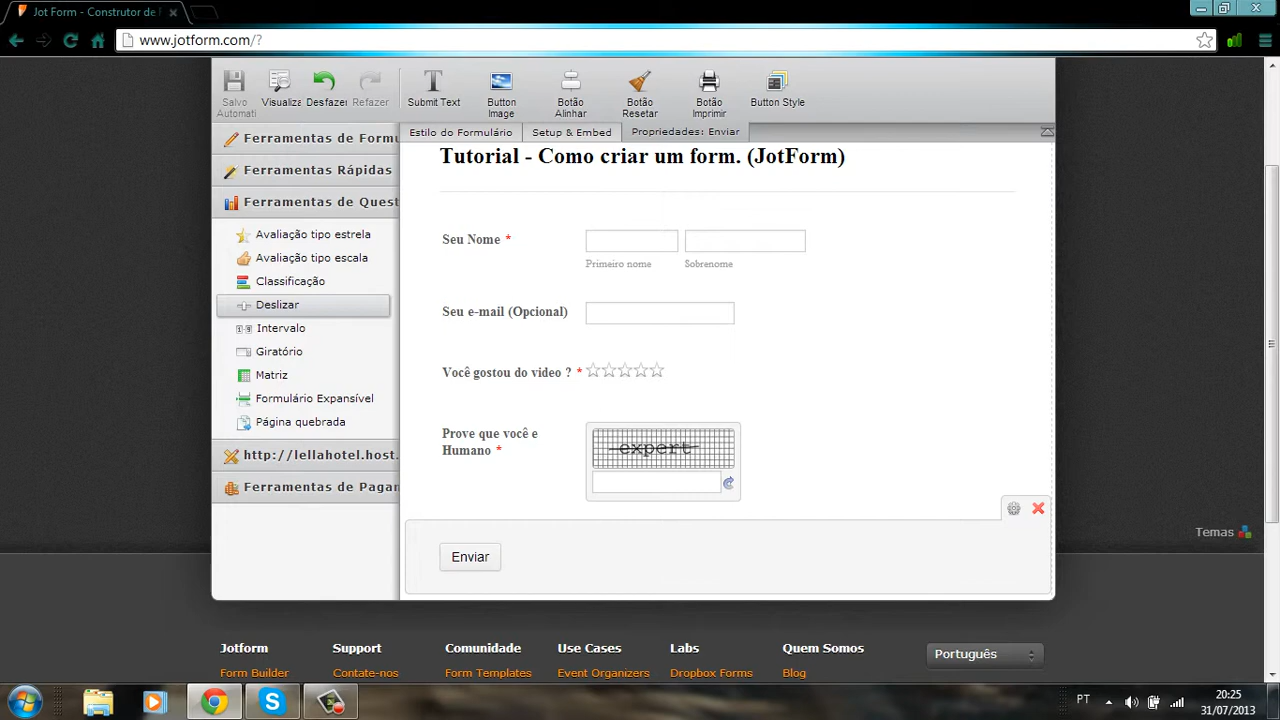 Jot Form - Construtor de F
www.jotform.com/?
Salvo Automati
Visualiza
Desfazer
Refazer
Submit Text
Button Image
Botão Alinhar
Botão Resetar
Botão Imprimir
Button Style
Ferramentas de Formu
Ferramentas Rápidas
Ferramentas de Quest
Avaliação tipo estrela
Avaliação tipo escala
Classificação
Deslizar
Intervalo
Giratório
Matriz
Formulário Expansível
Página quebrada
http://lellahotel.host.
Ferramentas de Pagan
Estilo do Formulário
Setup & Embed
Propriedades: Enviar
Tutorial - Como criar um form. (JotForm)
Seu Nome *
Primeiro nome
Sobrenome
Seu e-mail (Opcional)
Você gostou do video ? *
Prove que você e
Humano *
expert
Enviar
Temas
Jotform
Support
Comunidade
Use Cases
Labs
Quem Somos
Português
Form Builder
Contate-nos
Form Templates
Event Organizers
Dropbox Forms
Blog
PT
20:25
31/07/2013